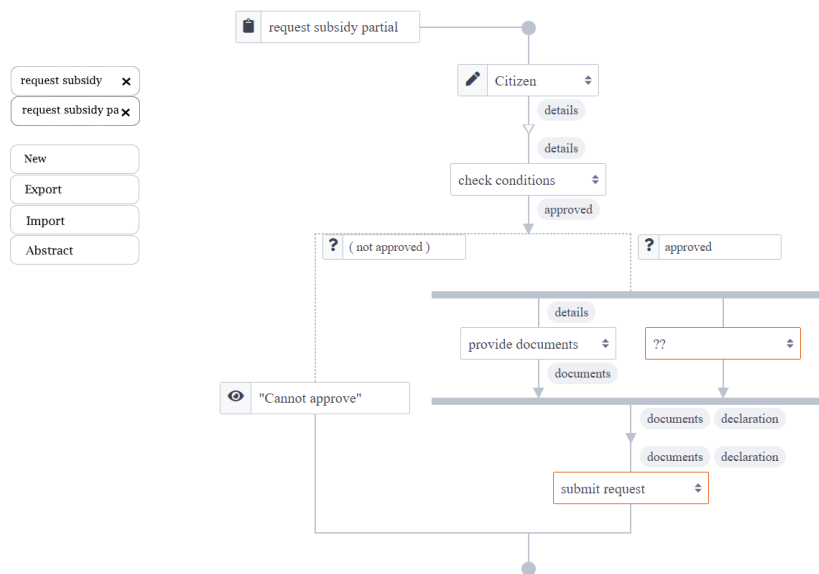 request subsidy partial
request subsidy
request subsidy pa
New
Export
Import
Abstract
Citizen
details
details
check conditions
approved
? ( not approved )
? approved
details
provide documents
??
documents
"Cannot approve"
documents declaration
documents declaration
submit request